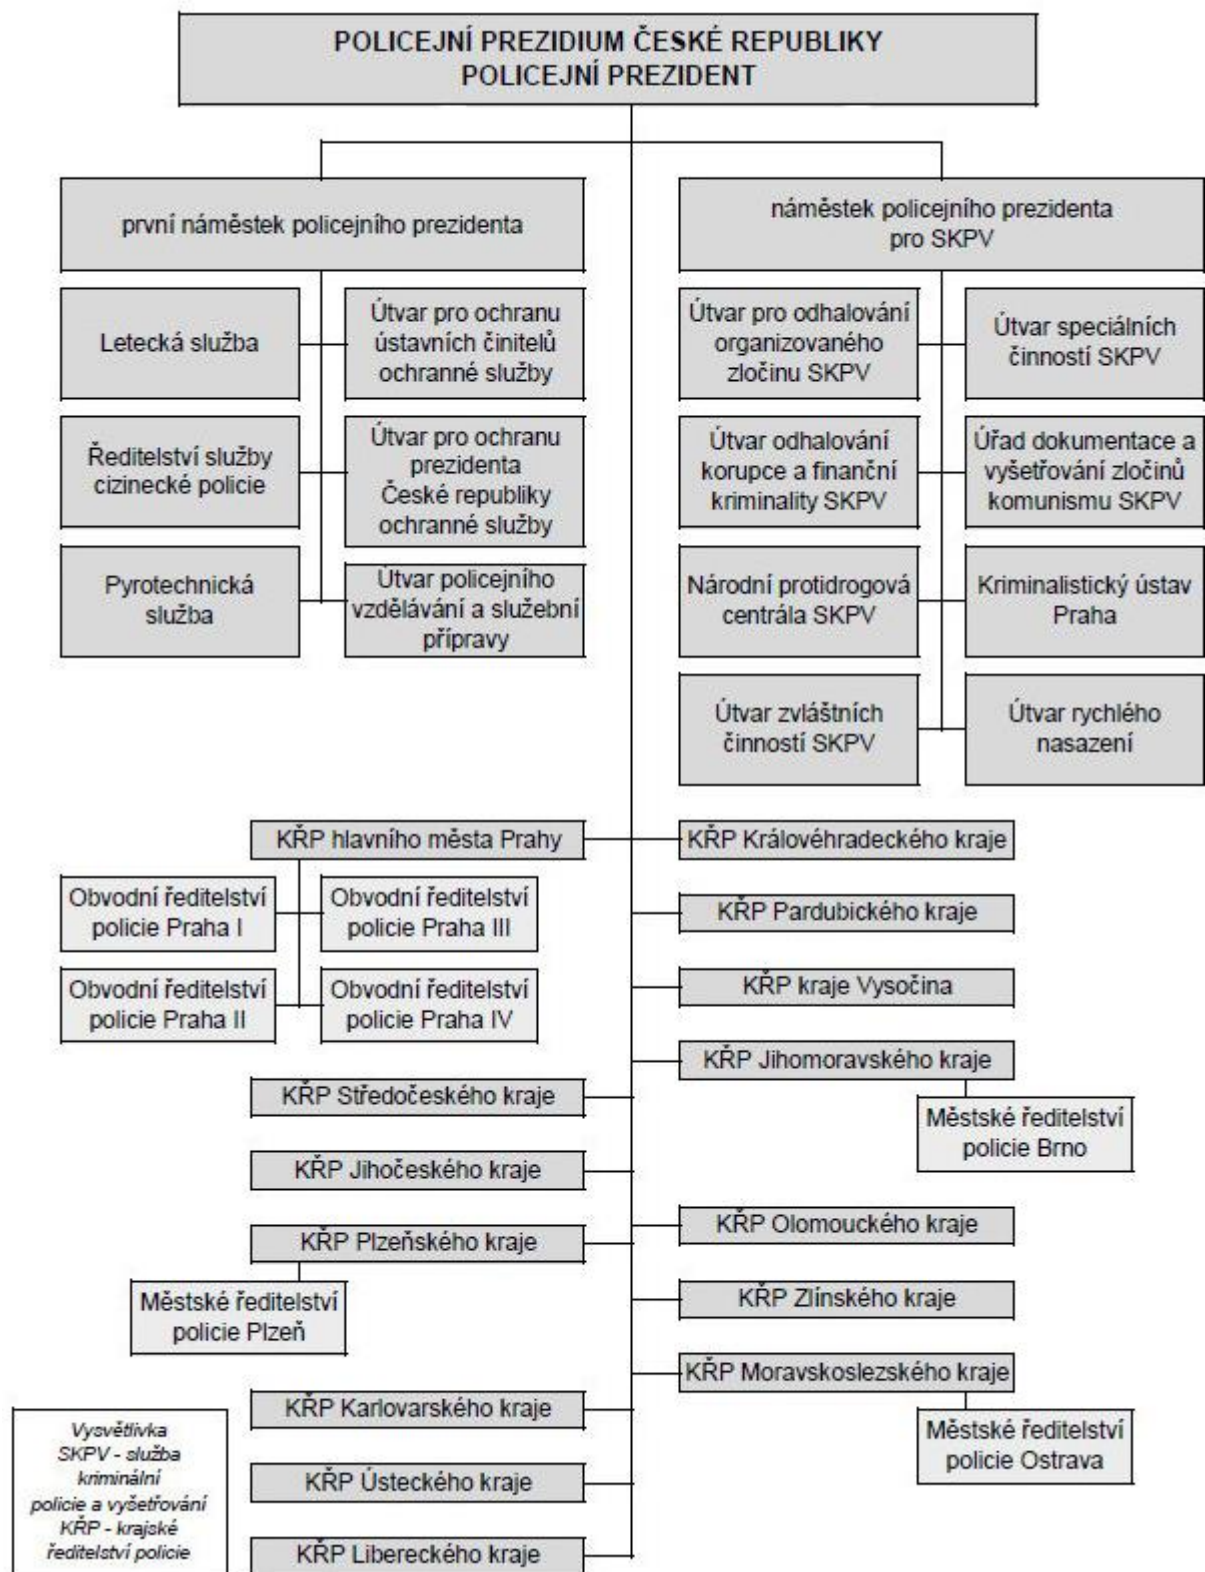 POLICEJNÍ PREZIDIUM ČESKÉ REPUBLIKY
POLICEJNÍ PREZIDENT
první náměstek policejního prezidenta
náměstek policejního prezidenta
pro SKPV
Letecká služba
Útvar pro ochranu
ústavních činitelů
ochranné služby
Útvar pro odhalování
organizovaného
zločinu SKPV
Útvar speciálních
činností SKPV
Ředitelství služby
cizinecké policie
Útvar pro ochranu
prezidenta
České republiky
ochranné služby
Útvar odhalování
korupce a finanční
kriminality SKPV
Úřad dokumentace a
vyšetřování zločinů
komunismu SKPV
Pyrotechnická
služba
Útvar policejního
vzdělávání a služební
přípravy
Národní protidrogová
centrála SKPV
Kriminalistický ústav
Praha
Útvar zvláštních
činností SKPV
Útvar rychlého
nasazení
KŘP hlavního města Prahy
KŘP Královéhradeckého kraje
Obvodní ředitelství
policie Praha I
Obvodní ředitelství
policie Praha III
KŘP Pardubického kraje
Obvodní ředitelství
policie Praha II
Obvodní ředitelství
policie Praha IV
KŘP kraje Vysočina
KŘP Jihomoravského kraje
KŘP Středočeského kraje
Městské ředitelství
policie Brno
KŘP Jihočeského kraje
KŘP Olomouckého kraje
KŘP Plzeňského kraje
Městské ředitelství
policie Plzeň
KŘP Zlínského kraje
KŘP Moravskoslezského kraje
KŘP Karlovarského kraje
Městské ředitelství
policie Ostrava
Vysvětlivka
SKPV - služba
kriminální
policie a vyšetřování
KŘP - krajské
ředitelství policie
KŘP Ústeckého kraje
KŘP Libereckého kraje